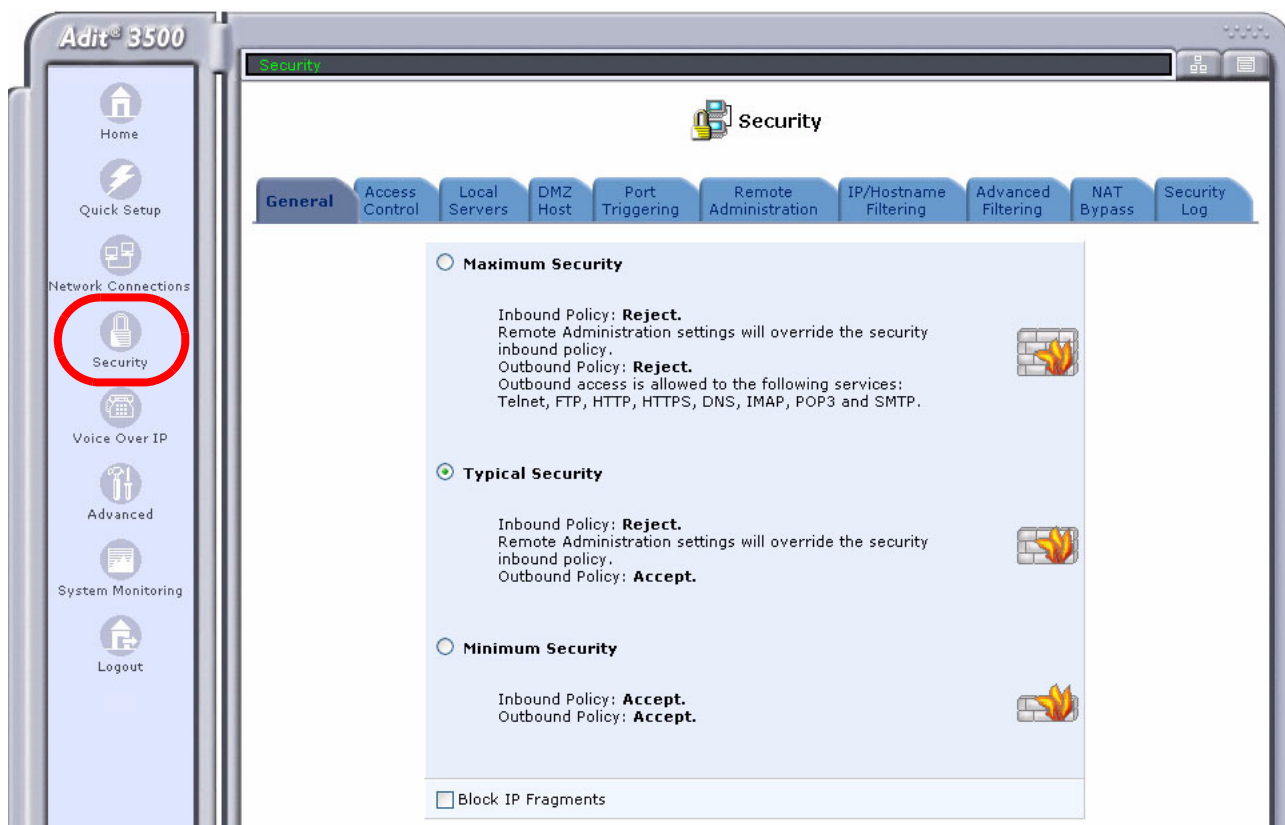 Adit® 3500
Security
Home
Quick Setup
Network Connections
Security
Voice Over IP
Advanced
System Monitoring
Logout
Security
General
Access Control
Local Servers
DMZ Host
Port Triggering
Remote Administration
IP/Hostname Filtering
Advanced Filtering
NAT Bypass
Security Log
Maximum Security
Inbound Policy: Reject.
Remote Administration settings will override the security
inbound policy.
Outbound Policy: Reject.
Outbound access is allowed to the following services:
Telnet, FTP, HTTP, HTTPS, DNS, IMAP, POP3 and SMTP.
Typical Security
Inbound Policy: Reject.
Remote Administration settings will override the security
inbound policy.
Outbound Policy: Accept.
Minimum Security
Inbound Policy: Accept.
Outbound Policy: Accept.
Block IP Fragments